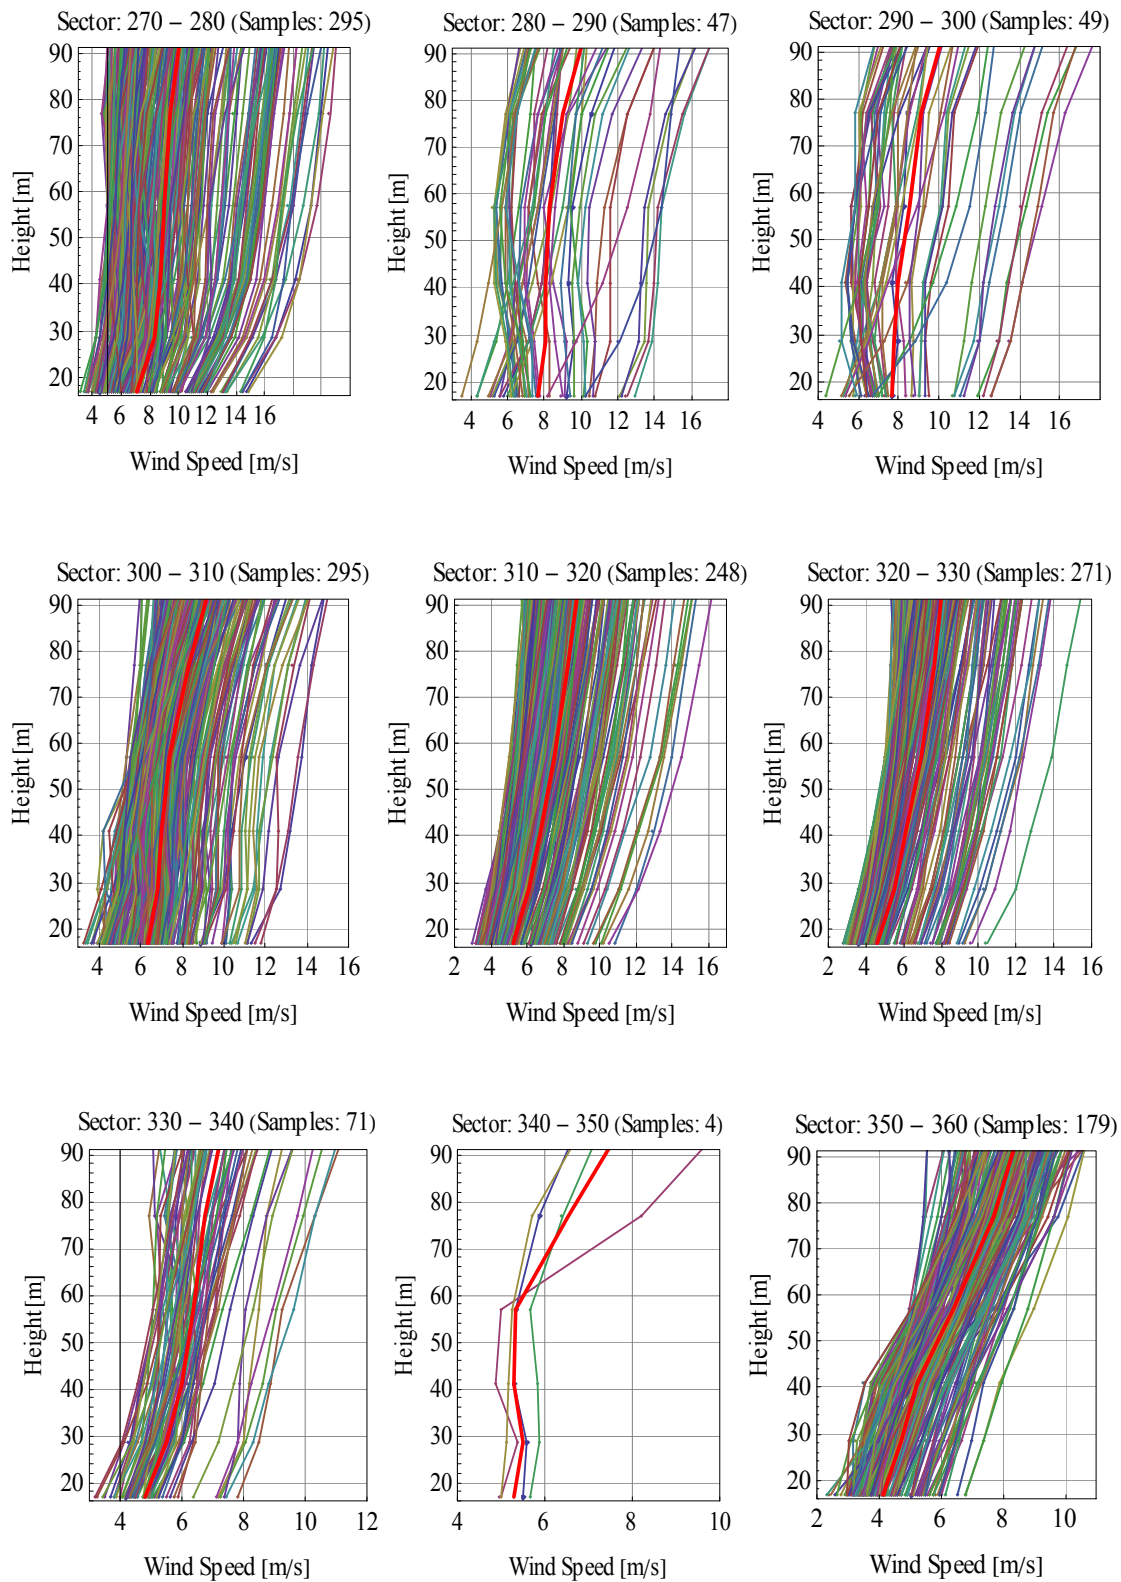 Sector: 270 – 280 (Samples: 295)
90
80
70
60
50
40
30
20
Height [m]
4 6 8 10 12 14 16
Wind Speed [m/s]
Sector: 280 – 290 (Samples: 47)
90
80
70
60
50
40
30
20
Height [m]
4 6 8 10 12 14 16
Wind Speed [m/s]
Sector: 290 – 300 (Samples: 49)
90
80
70
60
50
40
30
20
Height [m]
4 6 8 10 12 14 16
Wind Speed [m/s]
Sector: 300 – 310 (Samples: 295)
90
80
70
60
50
40
30
20
Height [m]
4 6 8 10 12 14 16
Wind Speed [m/s]
Sector: 310 – 320 (Samples: 248)
90
80
70
60
50
40
30
20
Height [m]
2 4 6 8 10 12 14 16
Wind Speed [m/s]
Sector: 320 – 330 (Samples: 271)
90
80
70
60
50
40
30
20
Height [m]
2 4 6 8 10 12 14 16
Wind Speed [m/s]
Sector: 330 – 340 (Samples: 71)
90
80
70
60
50
40
30
20
Height [m]
4 6 8 10 12
Wind Speed [m/s]
Sector: 340 – 350 (Samples: 4)
90
80
70
60
50
40
30
20
Height [m]
4 6 8 10
Wind Speed [m/s]
Sector: 350 – 360 (Samples: 179)
90
80
70
60
50
40
30
20
Height [m]
2 4 6 8 10
Wind Speed [m/s]